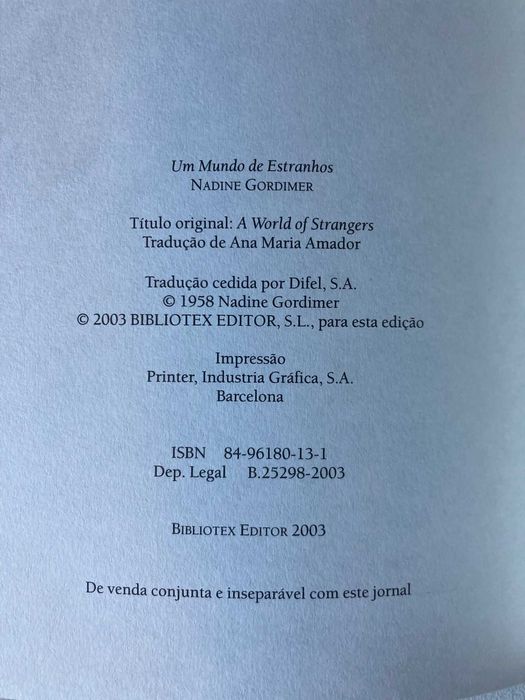 Um Mundo de Estranhos
NADINE GORDIMER
Título original: A World of Strangers
Tradução de Ana Maria Amador
Tradução cedida por Difel, S.A.
© 1958 Nadine Gordimer
© 2003 BIBLIOTEX EDITOR, S.L., para esta edição
Impressão
Printer, Industria Gráfica, S.A.
Barcelona
ISBN 84-96180-13-1
Dep. Legal B.25298-2003
BIBLIOTEX EDITOR 2003
De venda conjunta e inseparável com este jornal